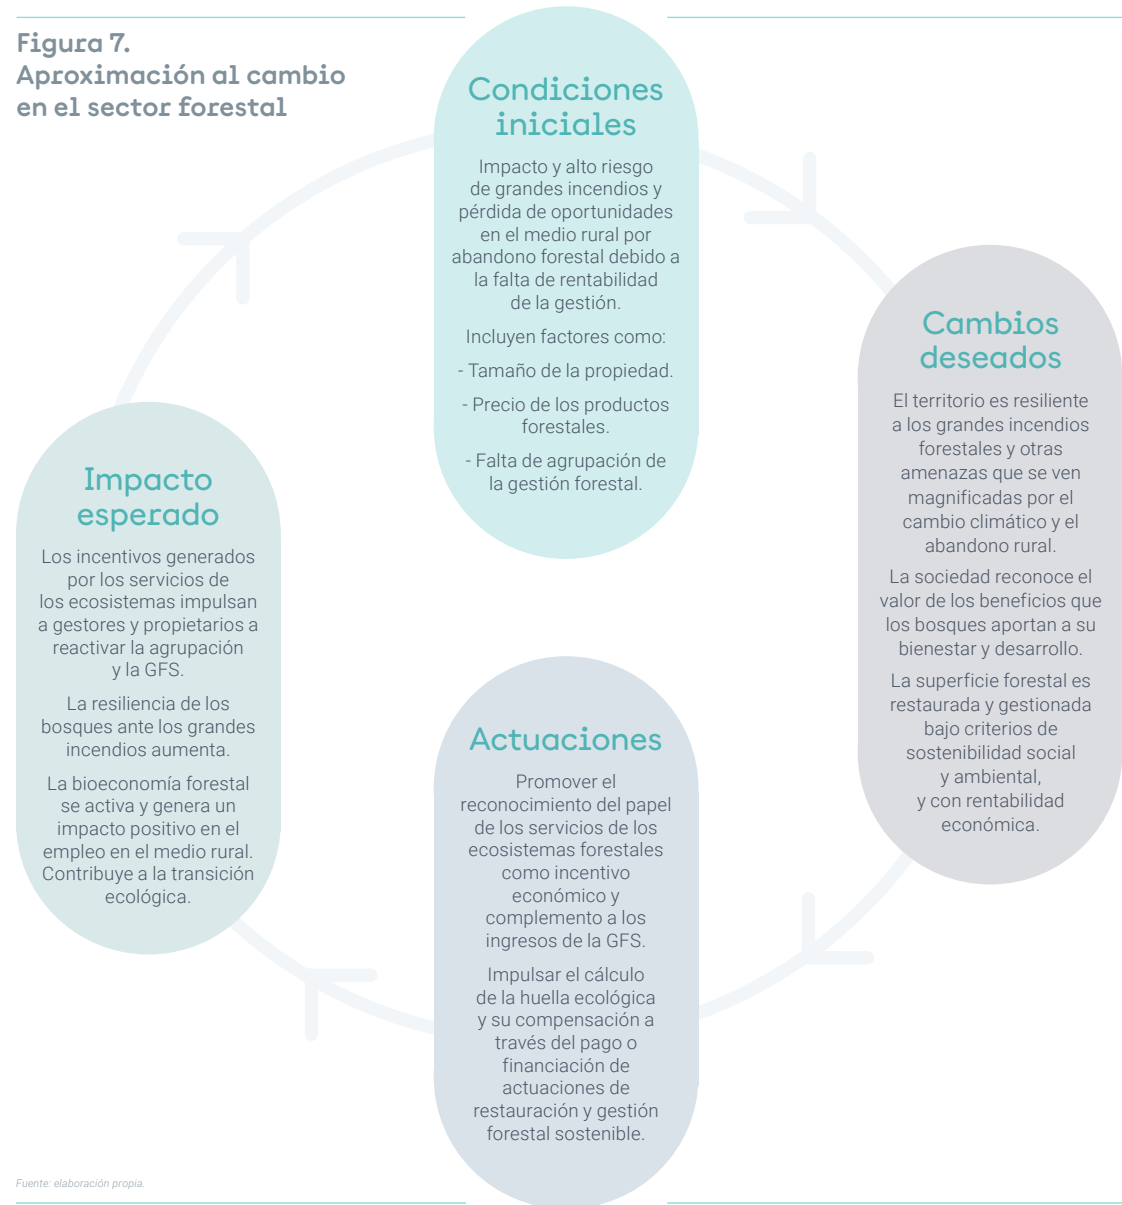 Figura 7.
Aproximación al cambio
en el sector forestal
Condiciones
iniciales
Impacto y alto riesgo
de grandes incendios y
pérdida de oportunidades
en el medio rural por
abandono forestal debido a
la falta de rentabilidad
de la gestión.
Incluyen factores como:
- Tamaño de la propiedad.
- Precio de los productos
forestales.
- Falta de agrupación de
la gestión forestal.
Cambios
deseados
El territorio es resiliente
a los grandes incendios
forestales y otras
amenazas que se ven
magnificadas por el
cambio climático y el
abandono rural.
La sociedad reconoce el
valor de los beneficios que
los bosques aportan a su
bienestar y desarrollo.
La superficie forestal es
restaurada y gestionada
bajo criterios de
sostenibilidad social
y ambiental,
y con rentabilidad
económica.
Actuaciones
Promover el
reconocimiento del papel
de los servicios de los
ecosistemas forestales
como incentivo
económico y
complemento a los
ingresos de la GFS.
Impulsar el cálculo
de la huella ecológica
y su compensación a
través del pago o
financiación de
actuaciones de
restauración y gestión
forestal sostenible.
Impacto
esperado
Los incentivos generados
por los servicios de
los ecosistemas impulsan
a gestores y propietarios a
reactivar la agrupación
y la GFS.
La resiliencia de los
bosques ante los grandes
incendios aumenta.
La bioeconomía forestal
se activa y genera un
impacto positivo en el
empleo en el medio rural.
Contribuye a la transición
ecológica.
Fuente: elaboración propia.